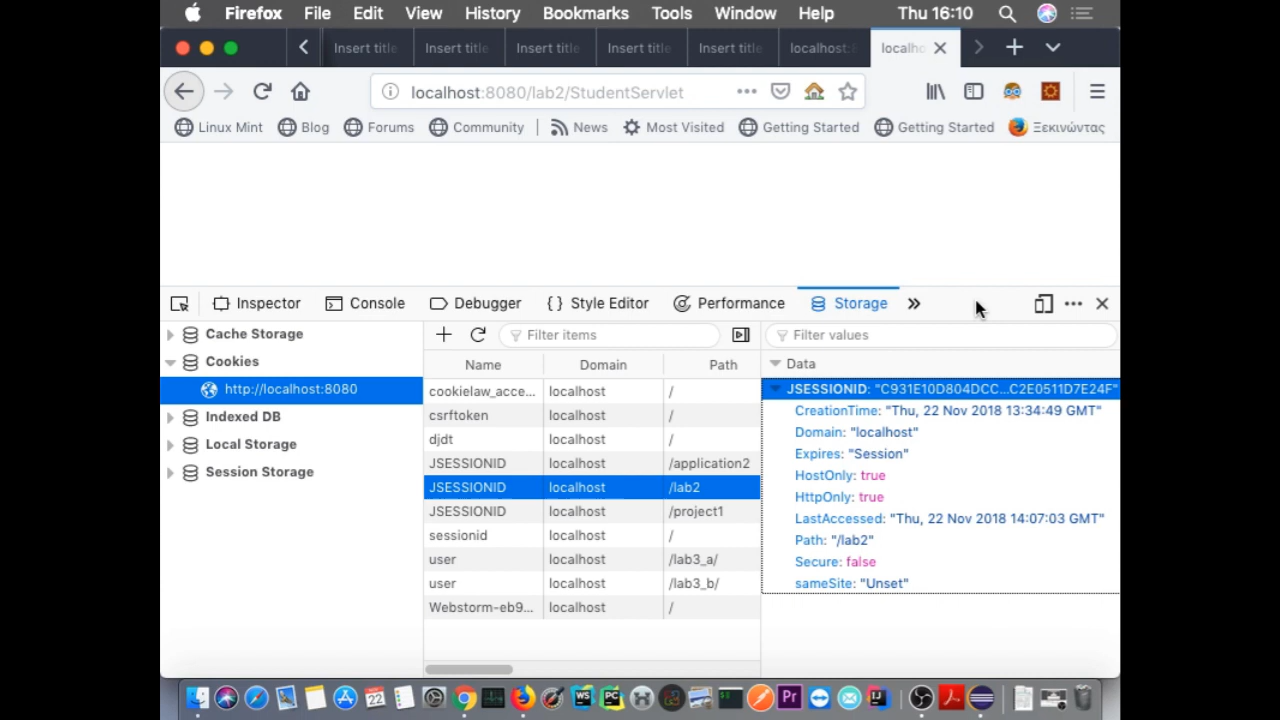 Firefox File Edit View History Bookmarks Tools Window Help Thu 16:10
Insert title Insert title Insert title Insert title Insert title localhost:8 localho
localhost:8080/lab2/StudentServlet
Linux Mint Blog Forums Community News Most Visited Getting Started Getting Started Ξεκινώντας
Inspector Console Debugger { } Style Editor Performance Storage
Cache Storage
Cookies
http://localhost:8080
Indexed DB
Local Storage
Session Storage
Filter items
Name Domain Path
cookielaw_acce... localhost /
csrftoken localhost /
djdt localhost /
JSESSIONID localhost /application2
JSESSIONID localhost /lab2
JSESSIONID localhost /project1
sessionid localhost /
user localhost /lab3_a/
user localhost /lab3_b/
Webstorm-eb9... localhost /
Filter values
Data
JSESSIONID: "C931E10D804DCC...C2E0511D7E24F"
CreationTime: "Thu, 22 Nov 2018 13:34:49 GMT"
Domain: "localhost"
Expires: "Session"
HostOnly: true
HttpOnly: true
LastAccessed: "Thu, 22 Nov 2018 14:07:03 GMT"
Path: "/lab2"
Secure: false
sameSite: "Unset"
22 WS PC Pr